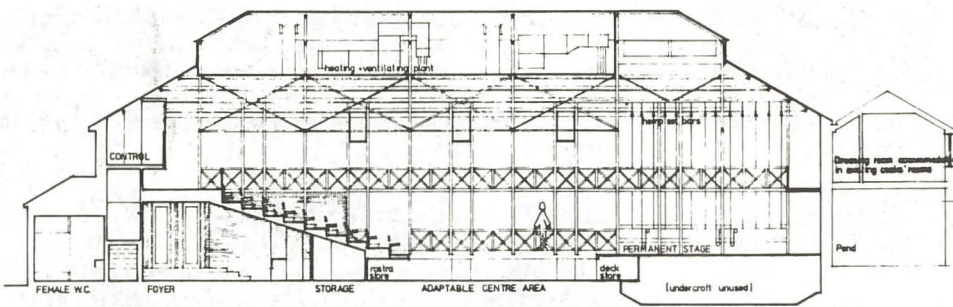 heating + ventilating plant
hemp set bars
CONTROL
Dressing room accommodation
in existing cooks' rooms
PERMANENT STAGE
Pend
rostra
store
deck
store
FEMALE W.C.
FOYER
STORAGE
ADAPTABLE CENTRE AREA
[undercroft unused]